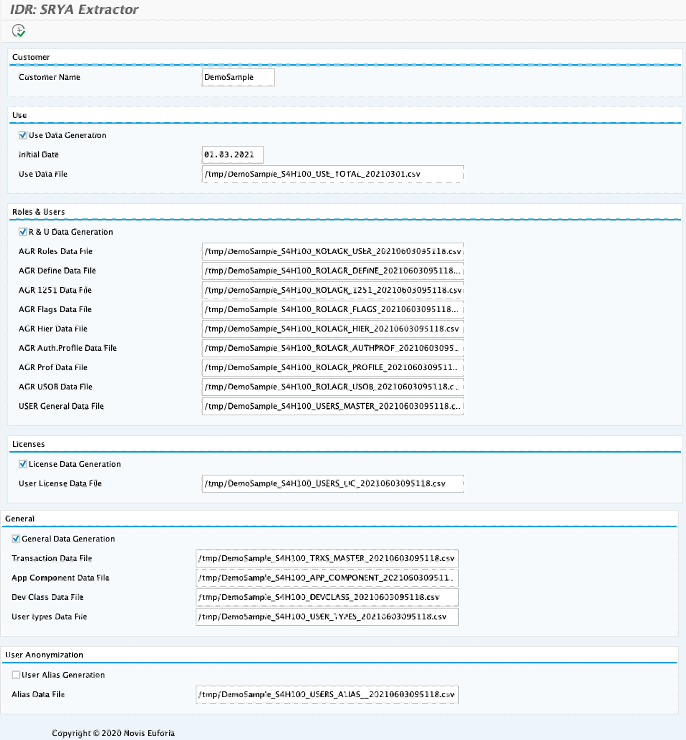 IDR: SRYA Extractor
Customer
Customer Name DemoSample
Use
Use Data Generation
Initial Date 01.03.2021
Use Data File /tmp/DemoSample_S4H100_USE_TOTAL_20210301.csv
Roles & Users
R & U Data Generation
AGR Roles Data File /tmp/DemoSample_S4H100_ROLAGR_USER_20210603095118.csv
AGR Define Data File /tmp/DemoSample_S4H100_ROLAGR_DEFINE_20210603095118...
AGR 1251 Data File /tmp/DemoSample_S4H100_ROLAGR_1251_20210603095118.csv
AGR Flags Data File /tmp/DemoSample_S4H100_ROLAGR_FLAGS_20210603095118...
AGR Hier Data File /tmp/DemoSample_S4H100_ROLAGR_HIER_20210603095118.csv
AGR Auth.Profile Data File /tmp/DemoSample_S4H100_ROLAGR_AUTHPROF_20210603095..
AGR Prof Data File /tmp/DemoSample_S4H100_ROLAGR_PROFILE_2021060309511...
AGR USOB Data File /tmp/DemoSample_S4H100_ROLAGR_USOB_20210603095118.c..
USER General Data File /tmp/DemoSample_S4H100_USERS_MASTER_20210603095118.c..
Licenses
License Data Generation
User License Data File /tmp/DemoSample_S4H100_USERS_LIC_20210603095118.csv
General
General Data Generation
Transaction Data File /tmp/DemoSample_S4H100_TRXS_MASTER_20210603095118.csv
App Component Data File /tmp/DemoSample_S4H100_APP_COMPONENT_2021060309511..
Dev Class Data File /tmp/DemoSample_S4H100_DEVCLASS_20210603095118.csv
User types Data File /tmp/DemoSample_S4H100_USER_TYPES_20210603095118.csv
User Anonymization
User Alias Generation
Alias Data File /tmp/DemoSample_S4H100_USERS_ALIAS__20210603095118.csv
Copyright © 2020 Novis Euforia